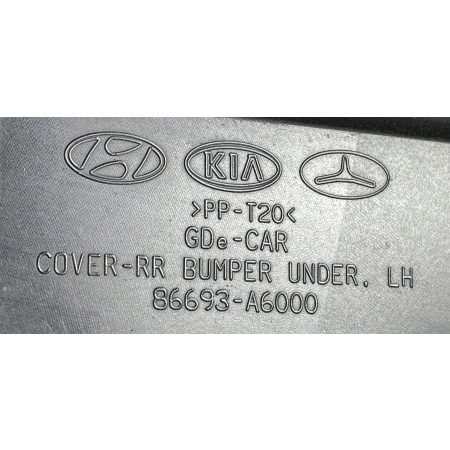 KIA
>PP-T20<
GDe-CAR
COVER-RR BUMPER UNDER, LH
86693-A6000